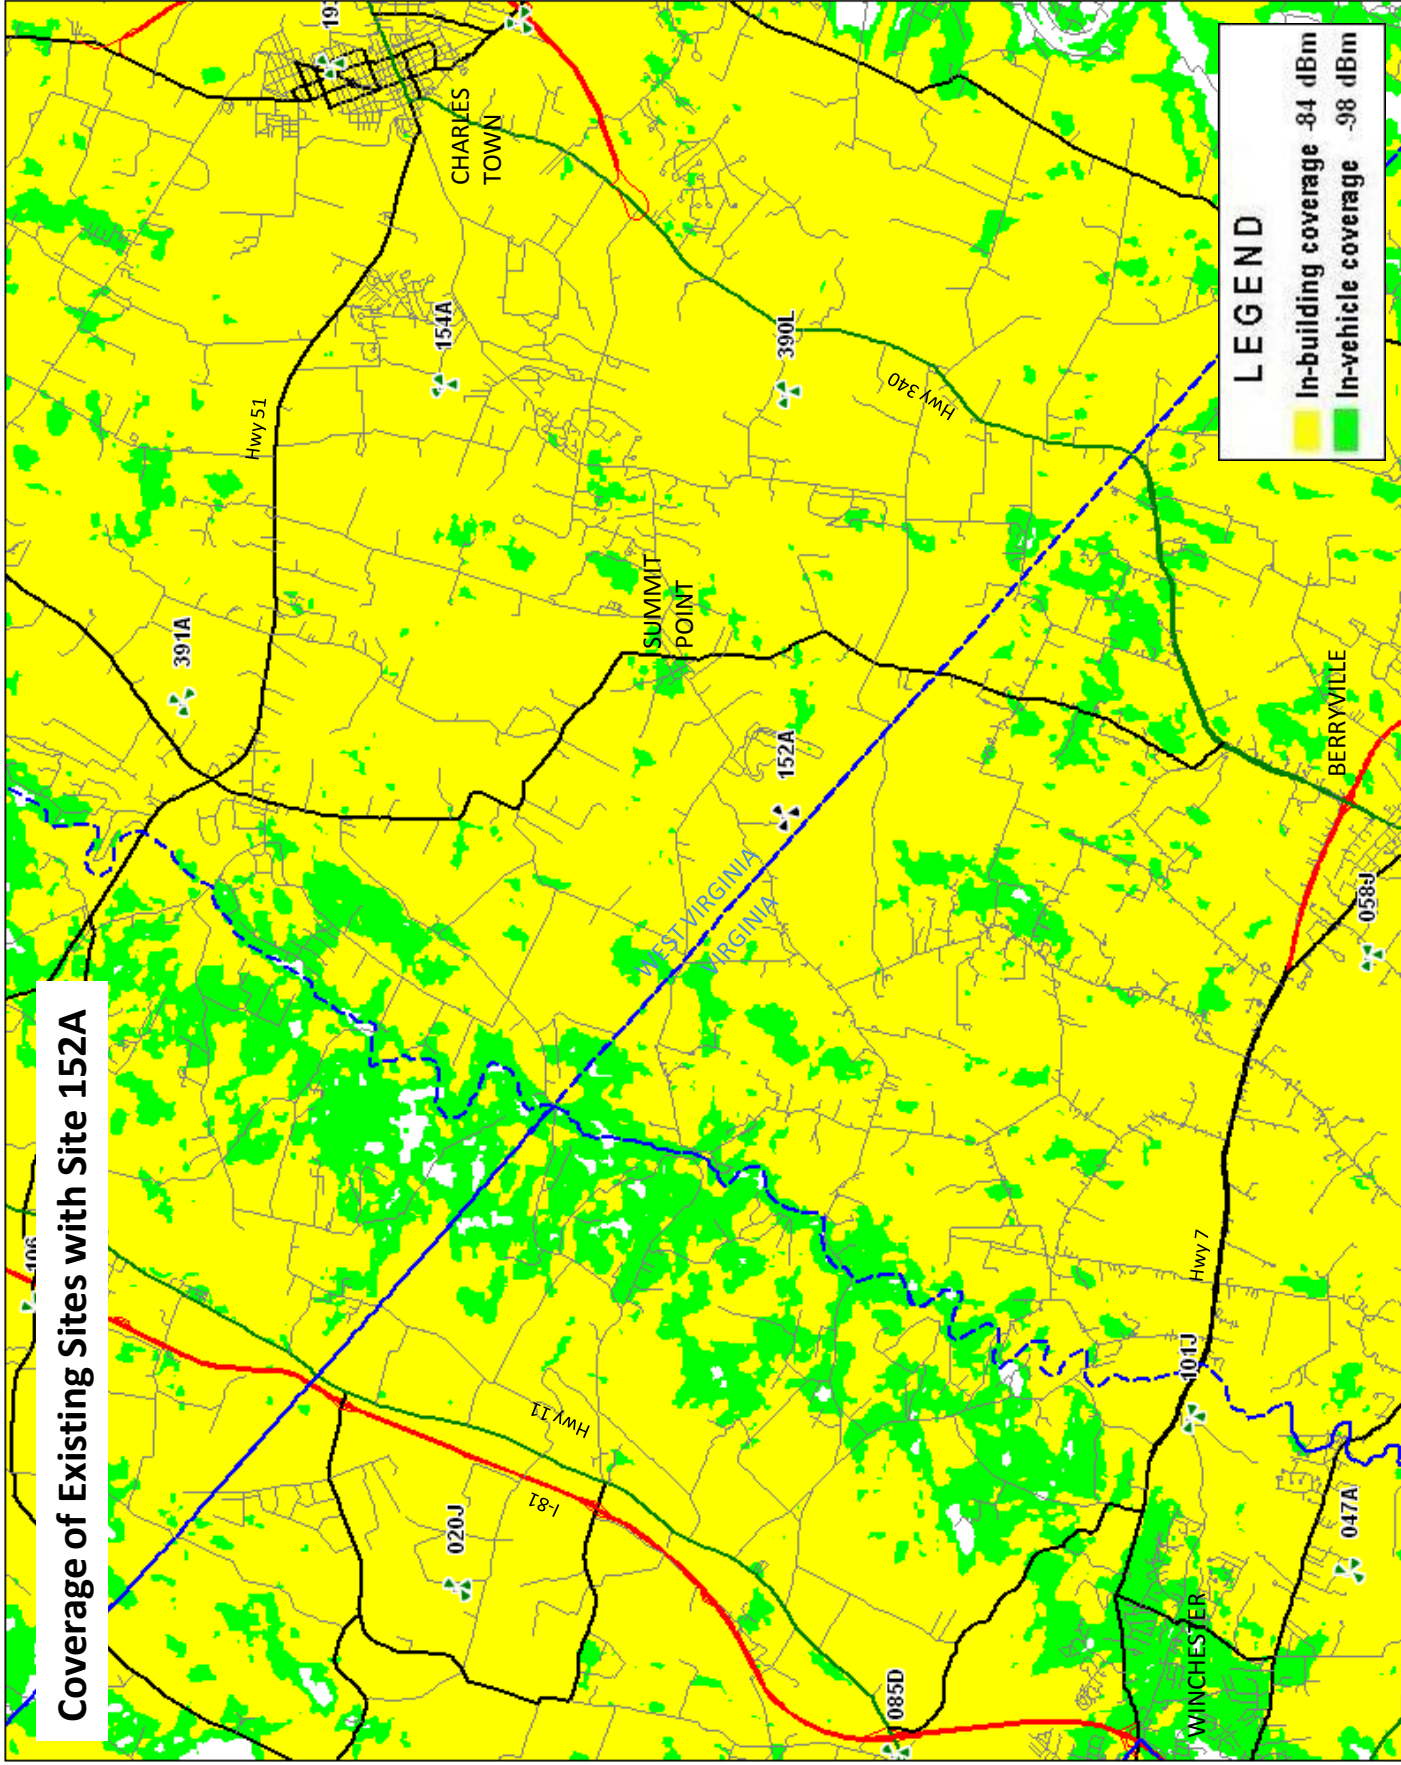 Coverage of Existing Sites with Site 152A
106
020J
I-81
Hwy 11
085D
WINCHESTER
047A
101J
Hwy 7
391A
Hwy 51
154A
CHARLES
TOWN
SUMMIT
POINT
152A
WEST VIRGINIA
VIRGINIA
390L
Hwy 340
BERRYVILLE
058J
LEGEND
In-building coverage -84 dBm
In-vehicle coverage -98 dBm